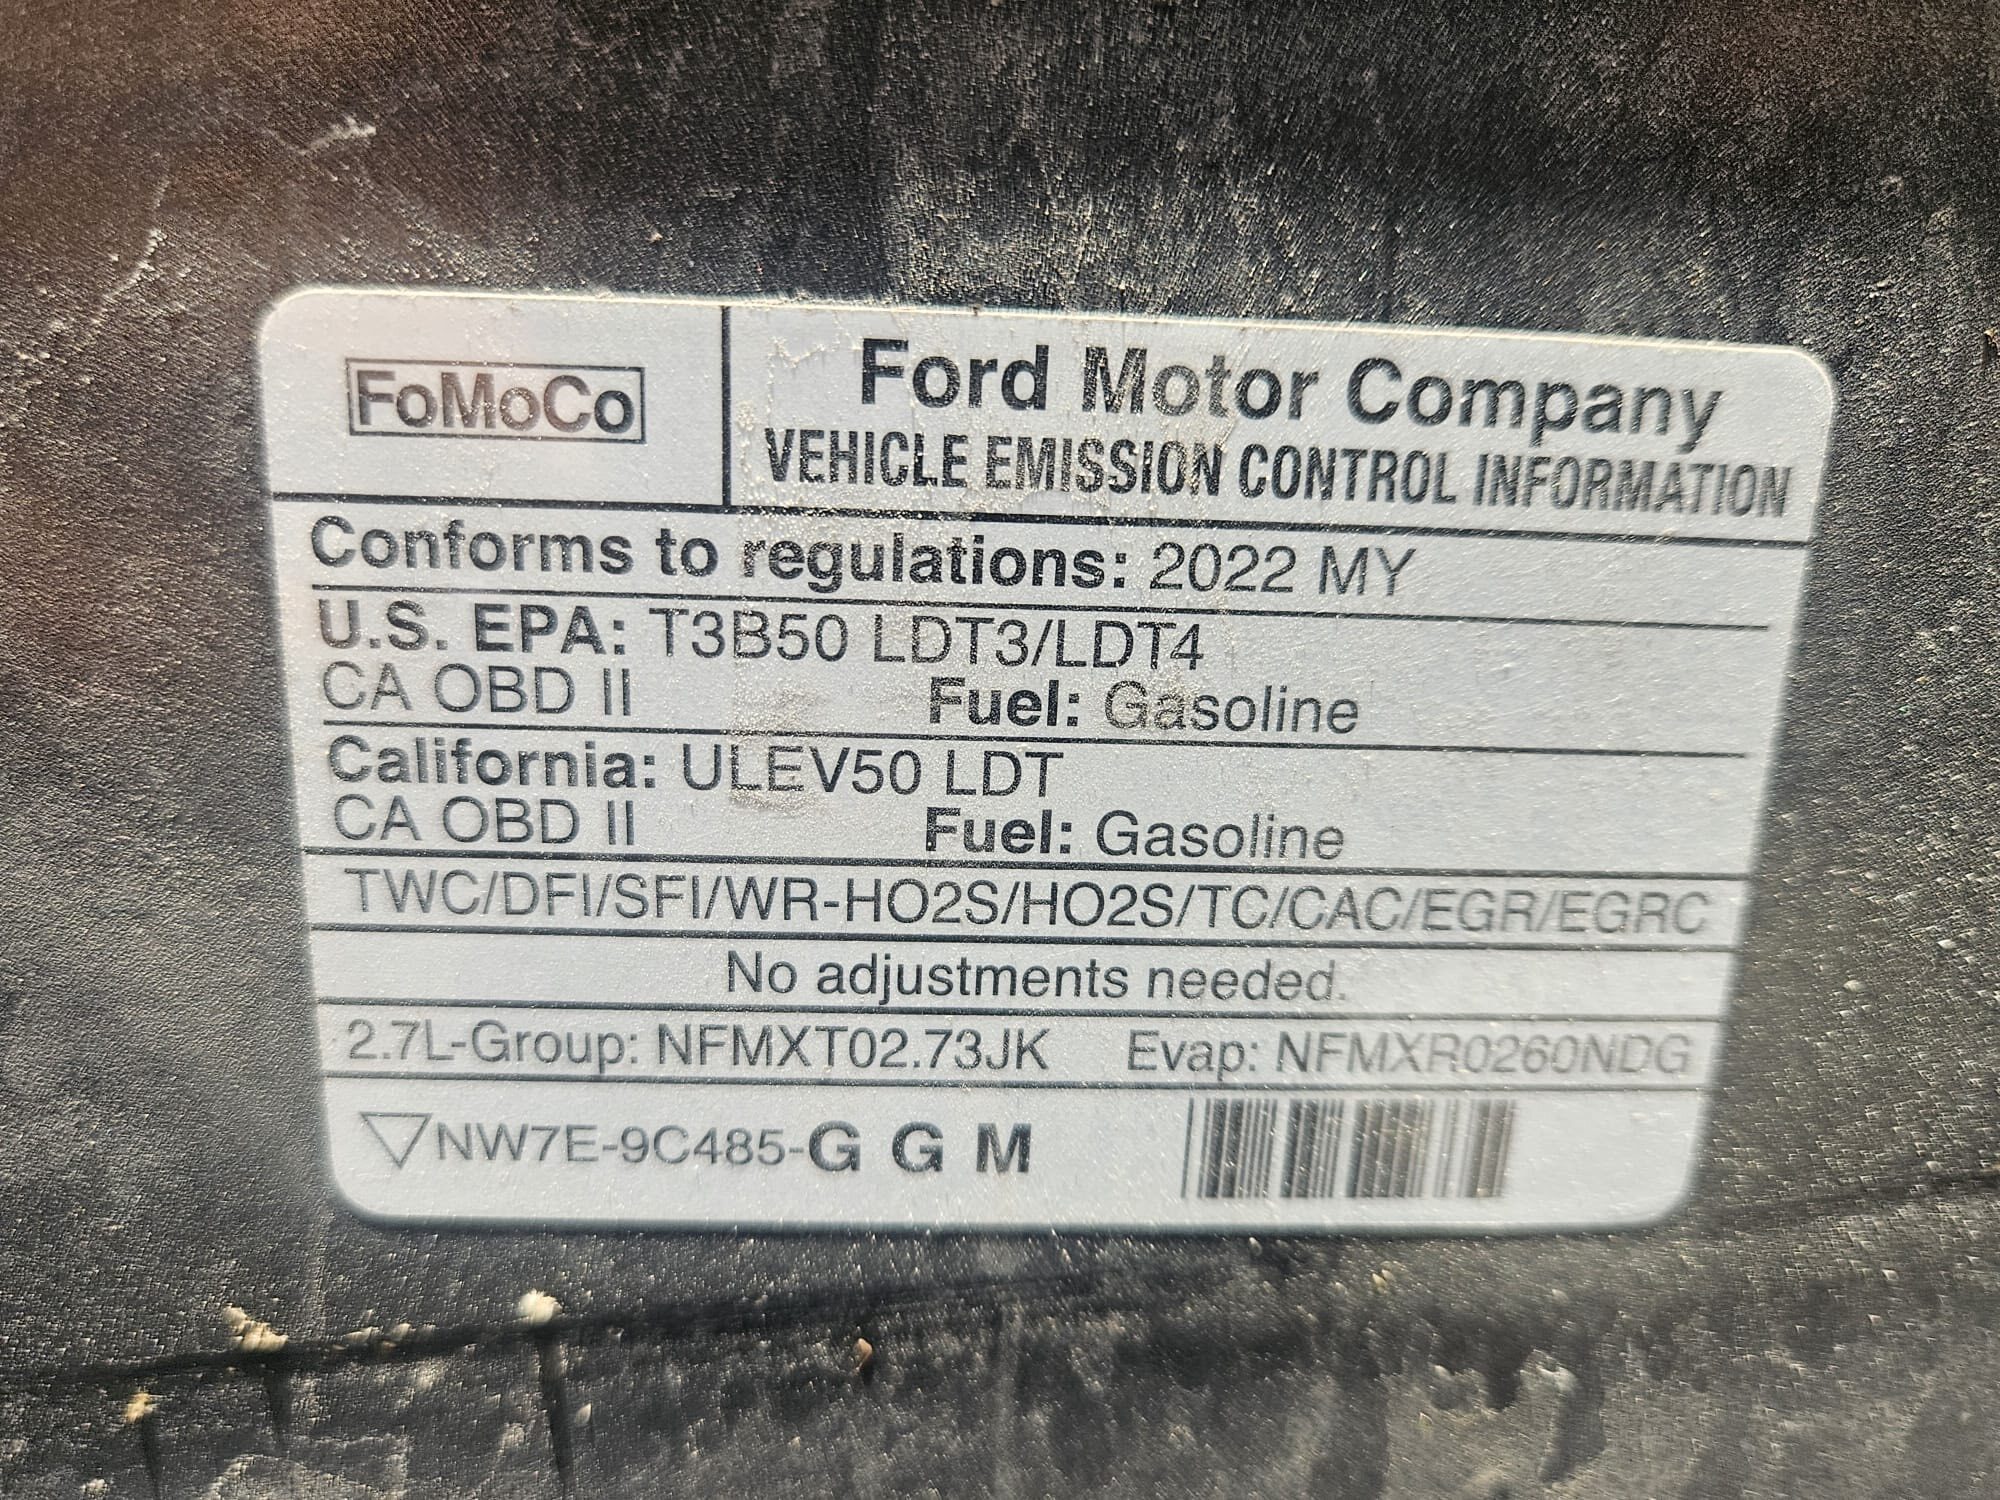 FoMoCo
Ford Motor Company
VEHICLE EMISSION CONTROL INFORMATION
Conforms to regulations: 2022 MY
U.S. EPA: T3B50 LDT3/LDT4
CA OBD II Fuel: Gasoline
California: ULEV50 LDT
CA OBD II Fuel: Gasoline
TWC/DFI/SFI/WR-HO2S/HO2S/TC/CAC/EGR/EGRC
No adjustments needed.
2.7L-Group: NFMXT02.73JK Evap: NFMXR0260NDG
NW7E-9C485-G G M